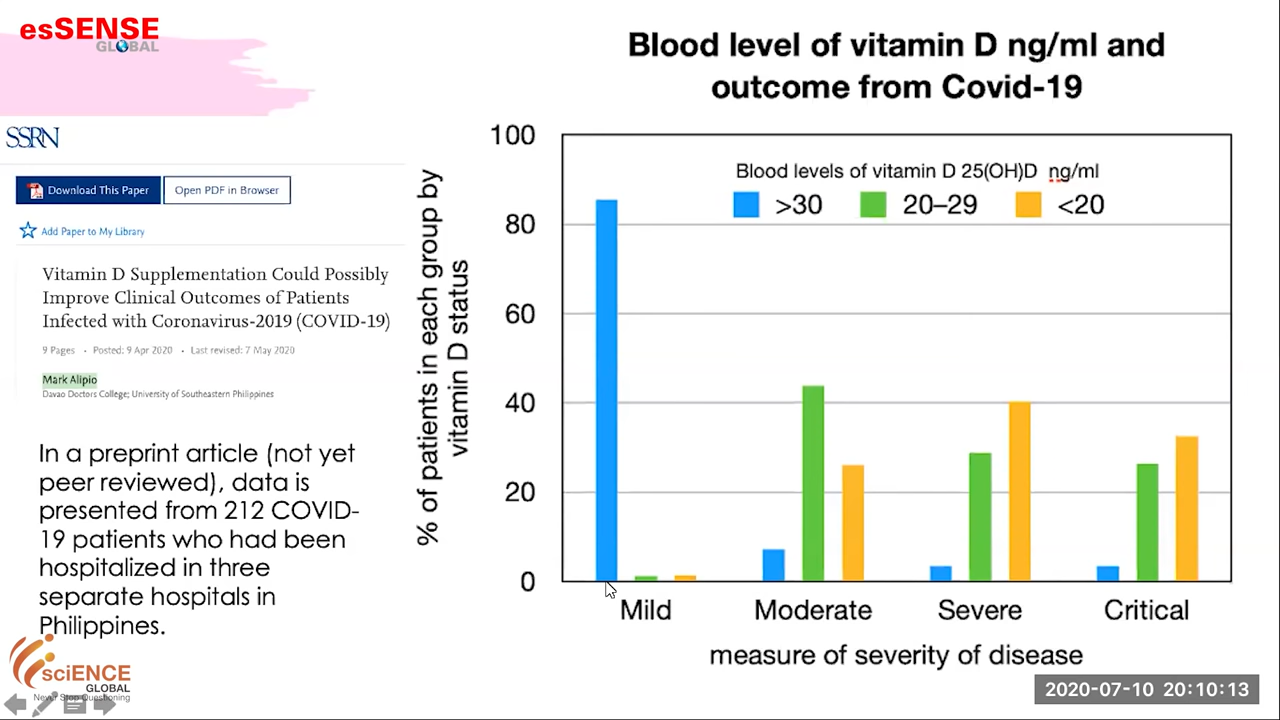 esSENSE
GLOBAL
SSRN
Download This Paper
Open PDF in Browser
Add Paper to My Library
Vitamin D Supplementation Could Possibly
Improve Clinical Outcomes of Patients
Infected with Coronavirus-2019 (COVID-19)
9 Pages • Posted: 9 Apr 2020 • Last revised: 7 May 2020
Mark Alipio
Davao Doctors College; University of Southeastern Philippines
In a preprint article (not yet
peer reviewed), data is
presented from 212 COVID-
19 patients who had been
hospitalized in three
separate hospitals in
Philippines.
sciENCE
GLOBAL
Never Stop Questioning
Blood level of vitamin D ng/ml and
outcome from Covid-19
% of patients in each group by
vitamin D status
100
80
60
40
20
0
Blood levels of vitamin D 25(OH)D ng/ml
>30 20–29 <20
Mild Moderate Severe Critical
measure of severity of disease
2020-07-10 20:10:13